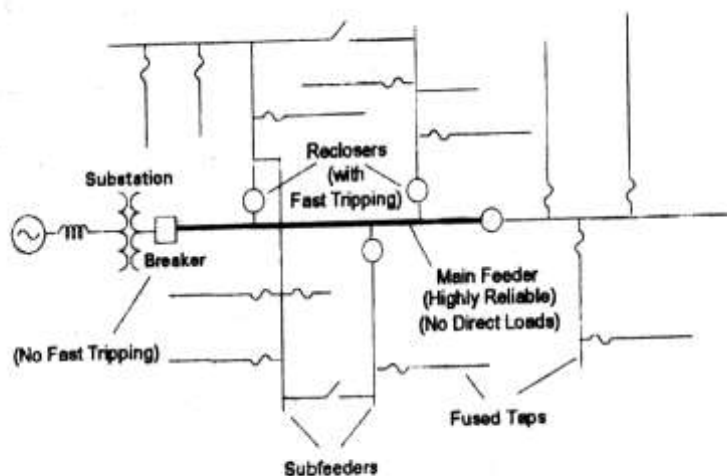 Substation
Reclosers
(with
Fast Tripping)
Breaker
Main Feeder
(Highly Reliable)
(No Direct Loads)
(No Fast Tripping)
Fused Taps
Subfeeders